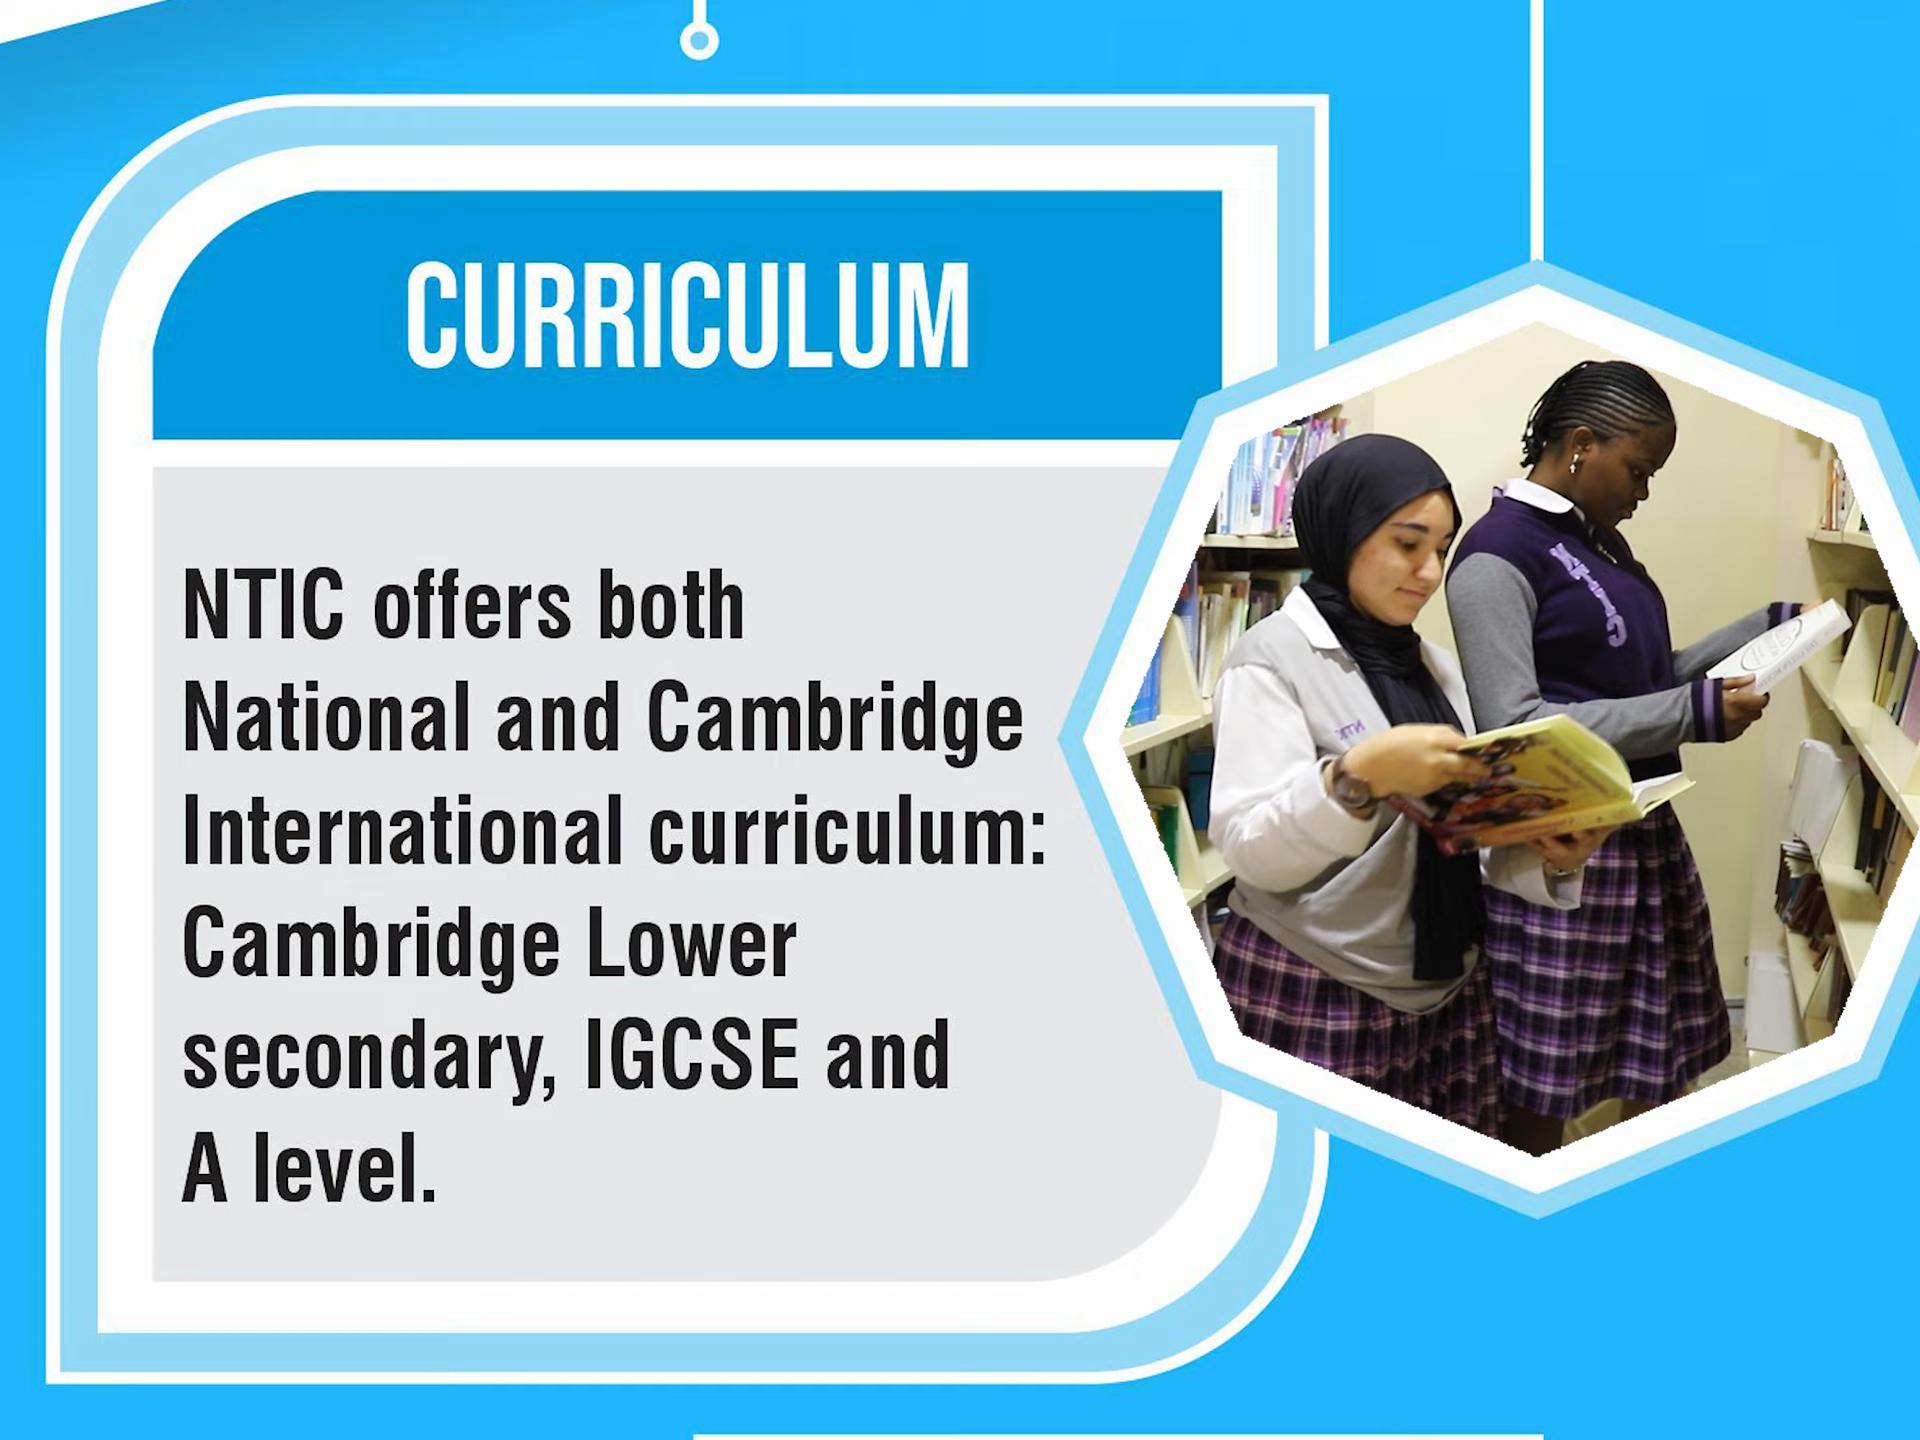 CURRICULUM
NTIC offers both
National and Cambridge
International curriculum:
Cambridge Lower
secondary, IGCSE and
A level.